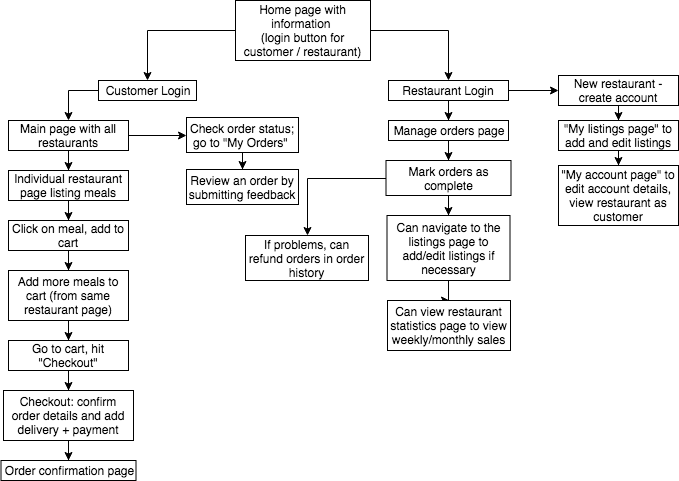 Home page with
information
(login button for
customer / restaurant)
Customer Login
Restaurant Login
New restaurant -
create account
Main page with all
restaurants
Check order status;
go to "My Orders"
Manage orders page
"My listings page" to
add and edit listings
Individual restaurant
page listing meals
Review an order by
submitting feedback
Mark orders as
complete
"My account page" to
edit account details,
view restaurant as
customer
Click on meal, add to
cart
If problems, can
refund orders in order
history
Can navigate to the
listings page to
add/edit listings if
necessary
Add more meals to
cart (from same
restaurant page)
Can view restaurant
statistics page to view
weekly/monthly sales
Go to cart, hit
"Checkout"
Checkout: confirm
order details and add
delivery + payment
Order confirmation page